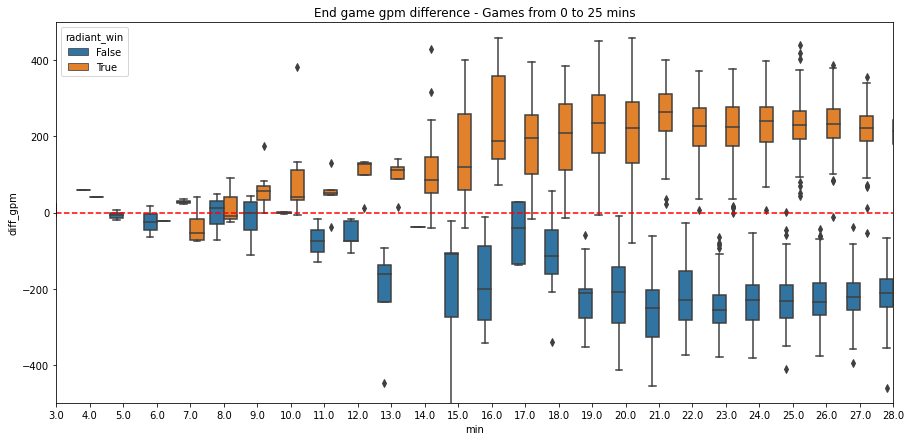 End game gpm difference - Games from 0 to 25 mins
radiant_win
False
True
400
200
0
−200
−400
diff_gpm
3.0 4.0 5.0 6.0 7.0 8.0 9.0 10.0 11.0 12.0 13.0 14.0 15.0 16.0 17.0 18.0 19.0 20.0 21.0 22.0 23.0 24.0 25.0 26.0 27.0 28.0
min